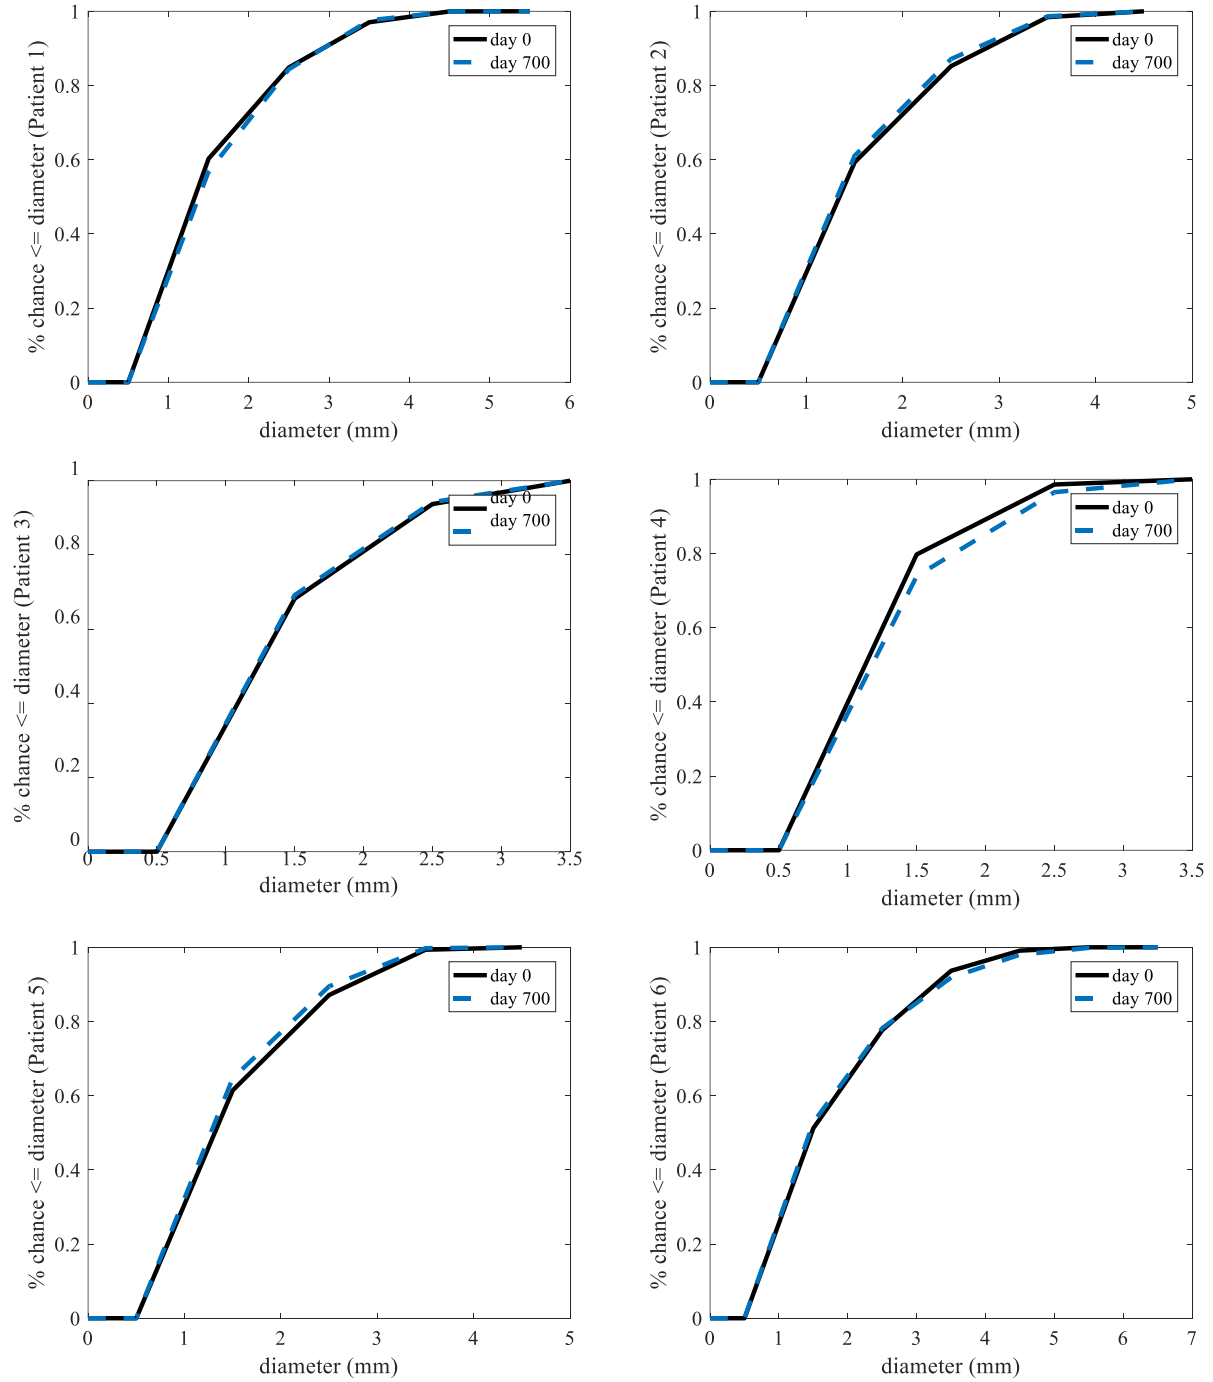 % chance <= diameter (Patient 1)
1
0.8
0.6
0.4
0.2
0
day 0
day 700
0 1 2 3 4 5 6
diameter (mm)
% chance <= diameter (Patient 2)
1
0.8
0.6
0.4
0.2
0
day 0
day 700
0 1 2 3 4 5
diameter (mm)
% chance <= diameter (Patient 3)
1
0.8
0.6
0.4
0.2
0
day 0
day 700
0 0.5 1 1.5 2 2.5 3 3.5
diameter (mm)
% chance <= diameter (Patient 4)
1
0.8
0.6
0.4
0.2
0
day 0
day 700
0 0.5 1 1.5 2 2.5 3 3.5
diameter (mm)
% chance <= diameter (Patient 5)
1
0.8
0.6
0.4
0.2
0
day 0
day 700
0 1 2 3 4 5
diameter (mm)
% chance <= diameter (Patient 6)
1
0.8
0.6
0.4
0.2
0
day 0
day 700
0 1 2 3 4 5 6 7
diameter (mm)